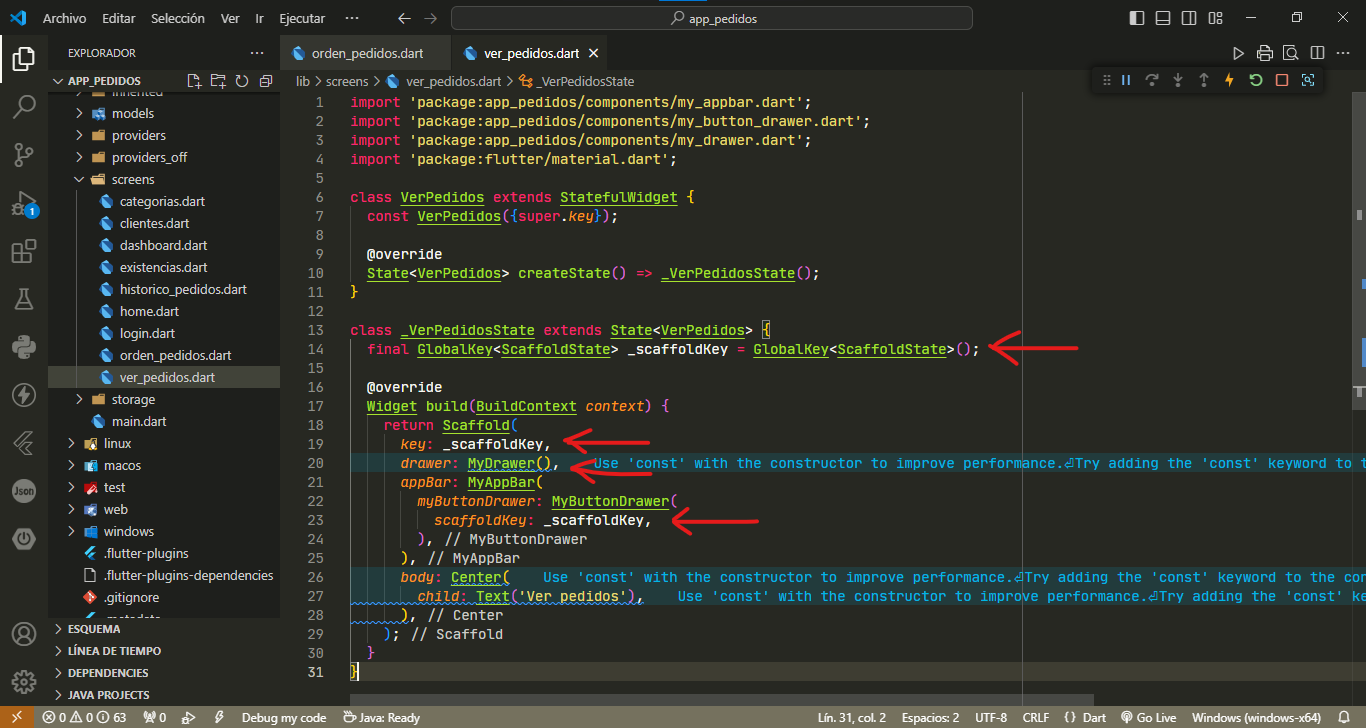 Archivo Editar Selección Ver Ir Ejecutar ··· app_pedidos
EXPLORADOR ···
orden_pedidos.dart ver_pedidos.dart
APP_PEDIDOS
lib > screens > ver_pedidos.dart > _VerPedidosState
inherited
models
providers
providers_off
screens
categorias.dart
clientes.dart
dashboard.dart
existencias.dart
historico_pedidos.dart
home.dart
login.dart
orden_pedidos.dart
ver_pedidos.dart
storage
main.dart
linux
macos
test
web
windows
.flutter-plugins
.flutter-plugins-dependencies
.gitignore
.metadata
ESQUEMA
LÍNEA DE TIEMPO
DEPENDENCIES
JAVA PROJECTS
1
Json
1 import 'package:app_pedidos/components/my_appbar.dart';
2 import 'package:app_pedidos/components/my_button_drawer.dart';
3 import 'package:app_pedidos/components/my_drawer.dart';
4 import 'package:flutter/material.dart';
5
6 class VerPedidos extends StatefulWidget {
7 const VerPedidos({super.key});
8
9 @override
10 State<VerPedidos> createState() => _VerPedidosState();
11 }
12
13 class _VerPedidosState extends State<VerPedidos> {
14 final GlobalKey<ScaffoldState> _scaffoldKey = GlobalKey<ScaffoldState>();
15
16 @override
17 Widget build(BuildContext context) {
18 return Scaffold(
19 key: _scaffoldKey,
20 drawer: MyDrawer(), Use 'const' with the constructor to improve performance.⏎Try adding the 'const' keyword to t
21 appBar: MyAppBar(
22 myButtonDrawer: MyButtonDrawer(
23 scaffoldKey: _scaffoldKey,
24 ), // MyButtonDrawer
25 ), // MyAppBar
26 body: Center( Use 'const' with the constructor to improve performance.⏎Try adding the 'const' keyword to the con
27 child: Text('Ver pedidos'), Use 'const' with the constructor to improve performance.⏎Try adding the 'const' ke
28 ), // Center
29 ); // Scaffold
30 }
31 }
0 0 63 0 Debug my code Java: Ready Lín. 31, col. 2 Espacios: 2 UTF-8 CRLF {} Dart Go Live Windows (windows-x64)